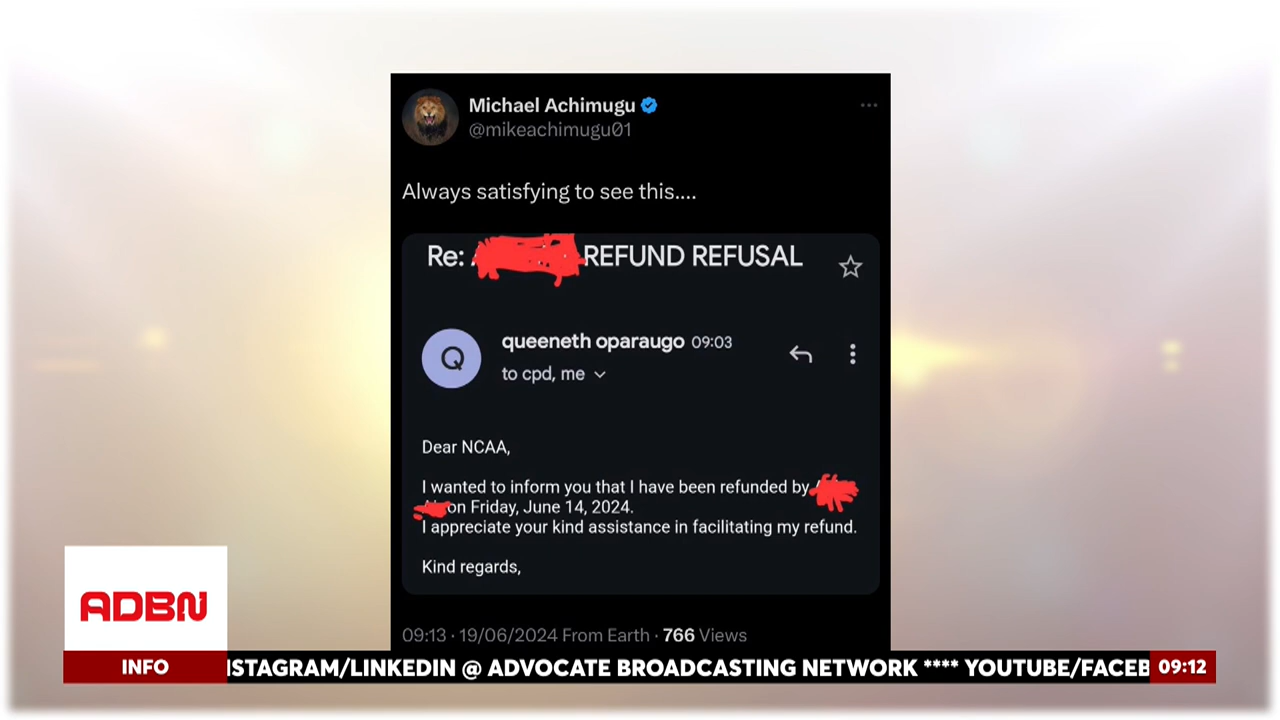 Michael Achimugu
@mikeachimugu01
Always satisfying to see this....
Re: REFUND REFUSAL
Q
queeneth oparaugo 09:03
to cpd, me
Dear NCAA,
I wanted to inform you that I have been refunded by
on Friday, June 14, 2024.
I appreciate your kind assistance in facilitating my refund.
Kind regards,
09:13 · 19/06/2024 From Earth · 766 Views
ADBN
INFO
STAGRAM/LINKEDIN @ ADVOCATE BROADCASTING NETWORK **** YOUTUBE/FACEB
09:12